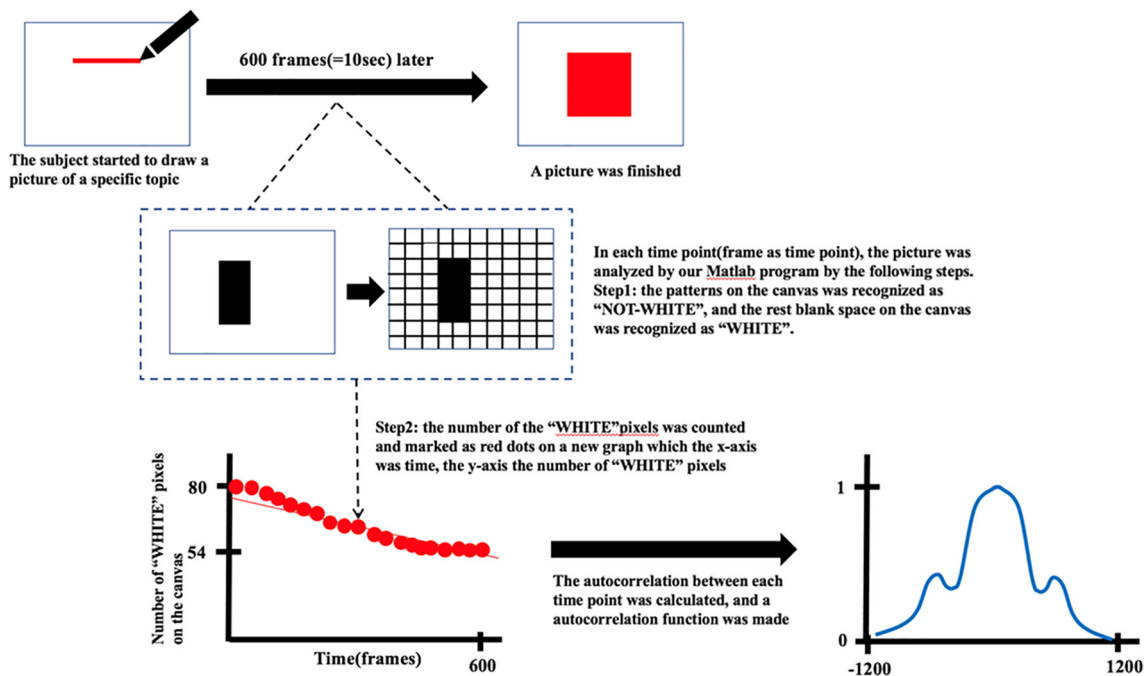 600 frames(=10sec) later
The subject started to draw a
picture of a specific topic
A picture was finished
In each time point(frame as time point), the picture was
analyzed by our Matlab program by the following steps.
Step1: the patterns on the canvas was recognized as
“NOT-WHITE”, and the rest blank space on the canvas
was recognized as “WHITE”.
Step2: the number of the “WHITE”pixels was counted
and marked as red dots on a new graph which the x-axis
was time, the y-axis the number of “WHITE” pixels
Number of “WHITE” pixels
on the canvas
80
54
Time(frames)
600
The autocorrelation between each
time point was calculated, and a
autocorrelation function was made
1
0
-1200
1200